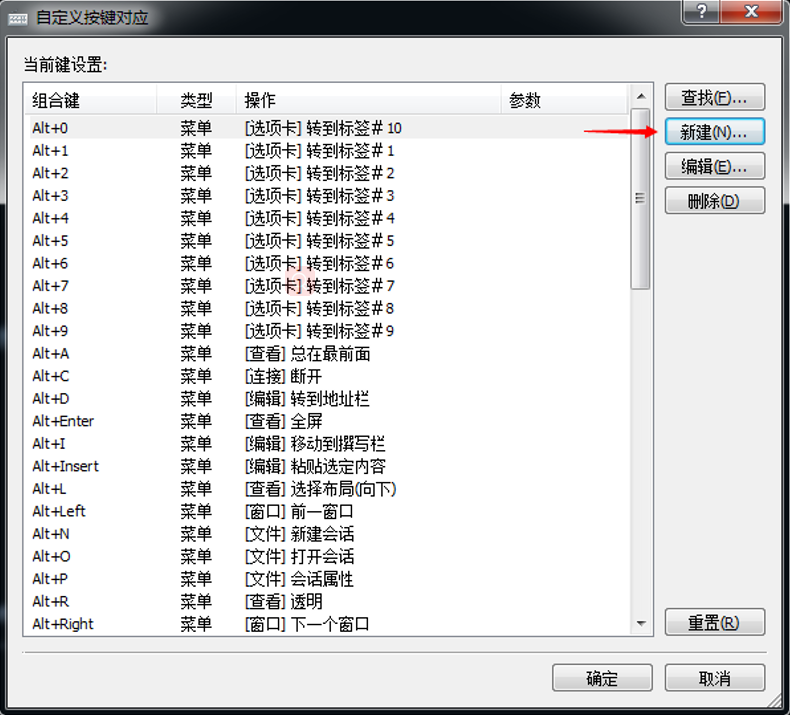 自定义按键对应
当前键设置:
组合键 类型 操作 参数
Alt+0 菜单 [选项卡] 转到标签# 10
Alt+1 菜单 [选项卡] 转到标签# 1
Alt+2 菜单 [选项卡] 转到标签# 2
Alt+3 菜单 [选项卡] 转到标签# 3
Alt+4 菜单 [选项卡] 转到标签# 4
Alt+5 菜单 [选项卡] 转到标签# 5
Alt+6 菜单 [选项卡] 转到标签# 6
Alt+7 菜单 [选项卡] 转到标签# 7
Alt+8 菜单 [选项卡] 转到标签# 8
Alt+9 菜单 [选项卡] 转到标签# 9
Alt+A 菜单 [查看] 总在最前面
Alt+C 菜单 [连接] 断开
Alt+D 菜单 [编辑] 转到地址栏
Alt+Enter 菜单 [查看] 全屏
Alt+I 菜单 [编辑] 移动到撰写栏
Alt+Insert 菜单 [编辑] 粘贴选定内容
Alt+L 菜单 [查看] 选择布局(向下)
Alt+Left 菜单 [窗口] 前一窗口
Alt+N 菜单 [文件] 新建会话
Alt+O 菜单 [文件] 打开会话
Alt+P 菜单 [文件] 会话属性
Alt+R 菜单 [查看] 透明
Alt+Right 菜单 [窗口] 下一个窗口
查找(F)...
新建(N)...
编辑(E)...
删除(D)
重置(R)
确定 取消